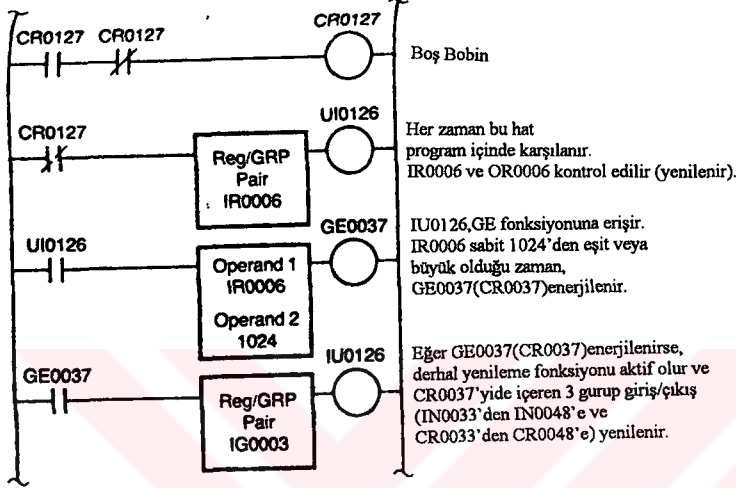 CR0127 CR0127 CR0127
Boş Bobin
CR0127
Reg/GRP
Pair
IR0006
UI0126
Her zaman bu hat
program içinde karşılanır.
IR0006 ve OR0006 kontrol edilir (yenilenir).
UI0126
Operand 1
IR0006
Operand 2
1024
GE0037
IU0126,GE fonksiyonuna erişir.
IR0006 sabit 1024'den eşit veya
büyük olduğu zaman,
GE0037(CR0037)enerjilenir.
GE0037
Reg/GRP
Pair
IG0003
IU0126
Eğer GE0037(CR0037)enerjilenirse,
derhal yenileme fonksiyonu aktif olur ve
CR0037'yide içeren 3 gurup giriş/çıkış
(IN0033'den IN0048'e ve
CR0033'den CR0048'e) yenilenir.